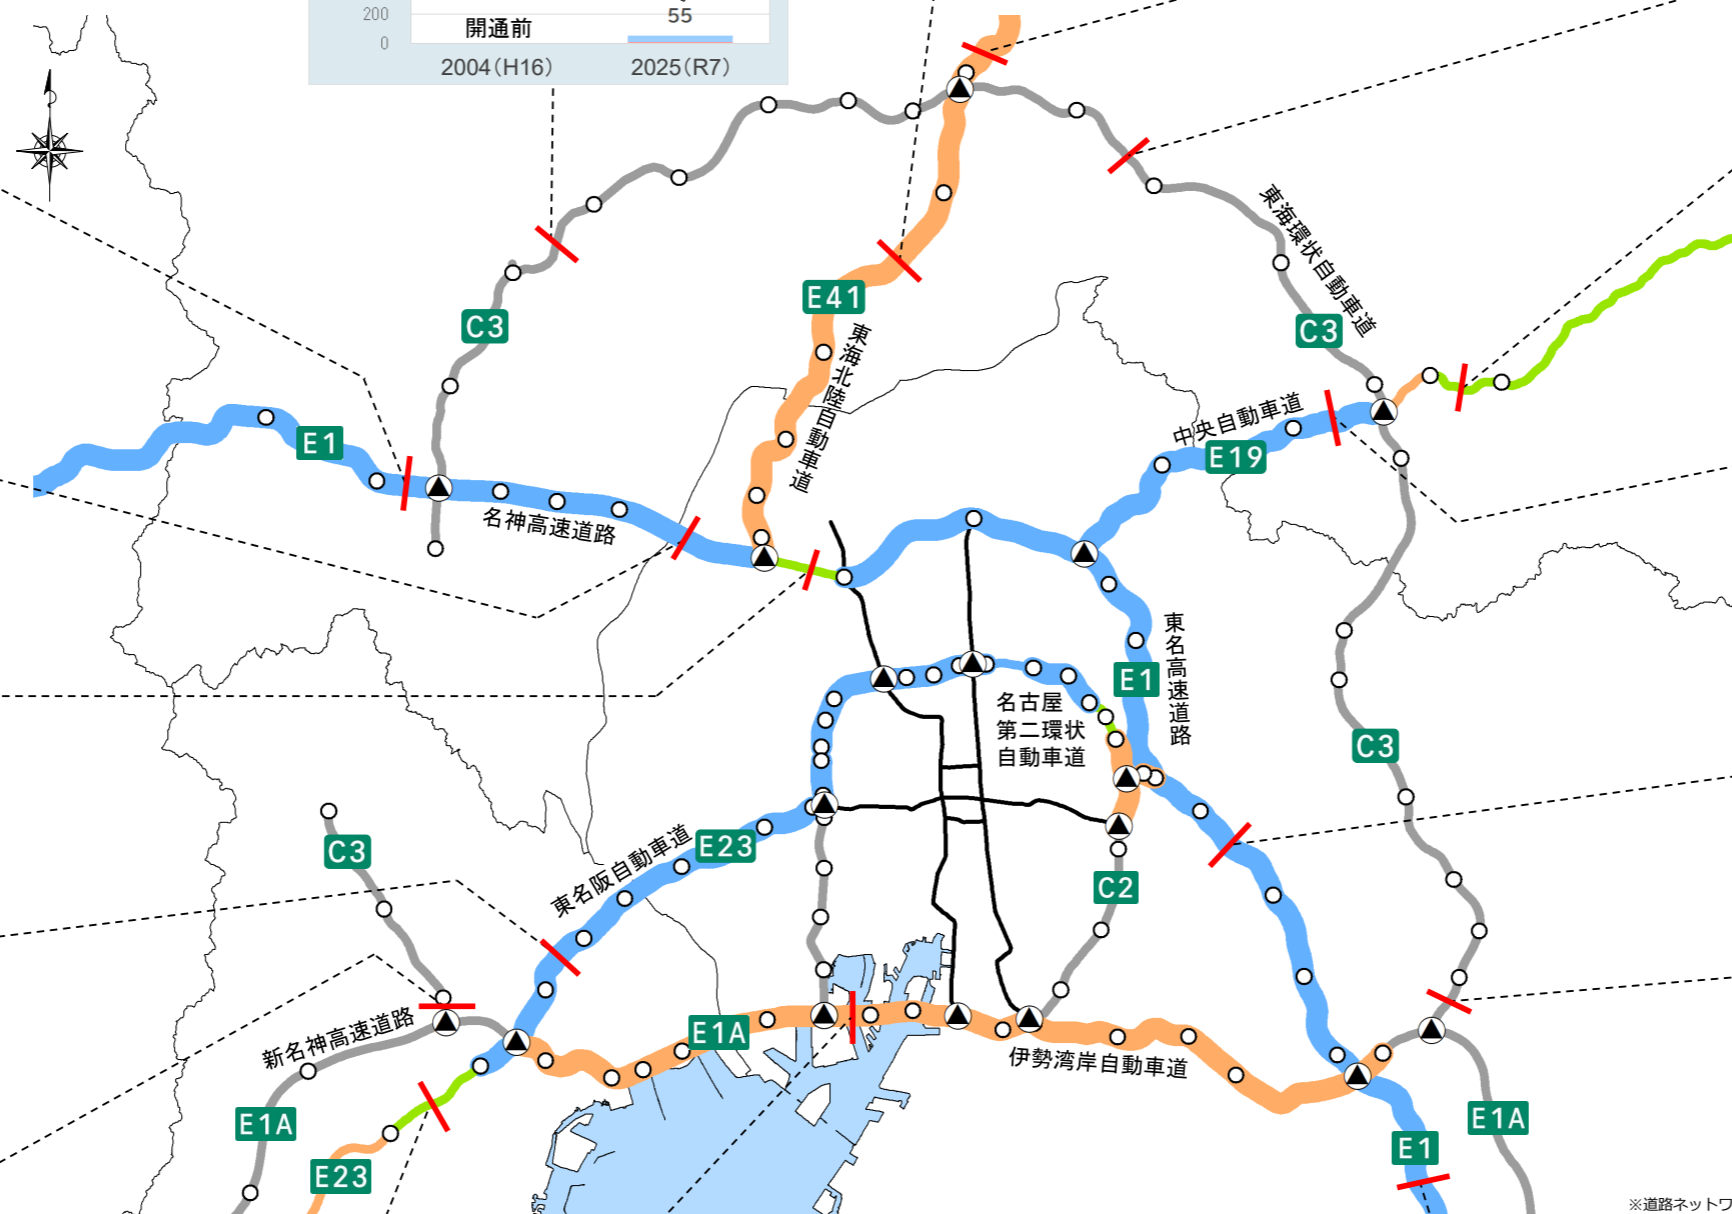 200
55
開通前
0
2004(H16)
2025(R7)
東海環状自動車道
E41
C3
C3
東海北陸自動車道
中央自動車道
E1
E19
名神高速道路
東名高速道路
E1
名古屋
第二環状
自動車道
C3
C3
東名阪自動車道
E23
C2
新名神高速道路
E1A
伊勢湾岸自動車道
E1A
E1A
E1
E23
※道路ネットワ